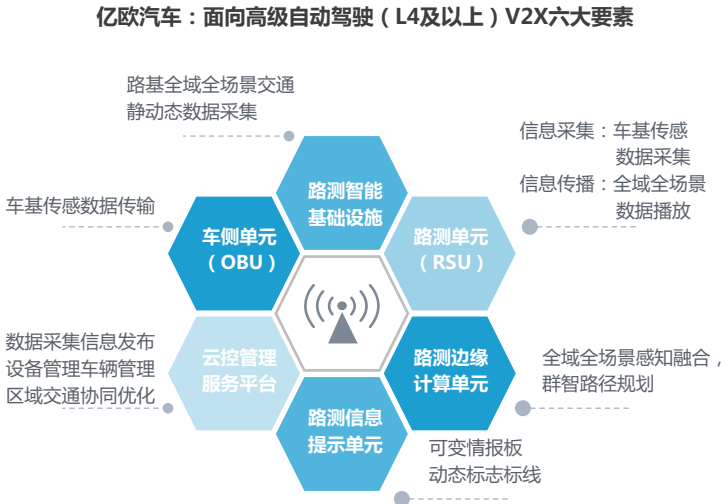 亿欧汽车：面向高级自动驾驶（L4及以上）V2X六大要素
路基全域全场景交通
静动态数据采集
信息采集：车基传感
数据采集
信息传播：全域全场景
数据播放
车基传感数据传输
路测智能
基础设施
车侧单元
（OBU）
路测单元
（RSU）
数据采集信息发布
设备管理车辆管理
区域交通协同优化
云控管理
服务平台
路测边缘
计算单元
全域全场景感知融合，
群智路径规划
路测信息
提示单元
可变情报板
动态标志标线